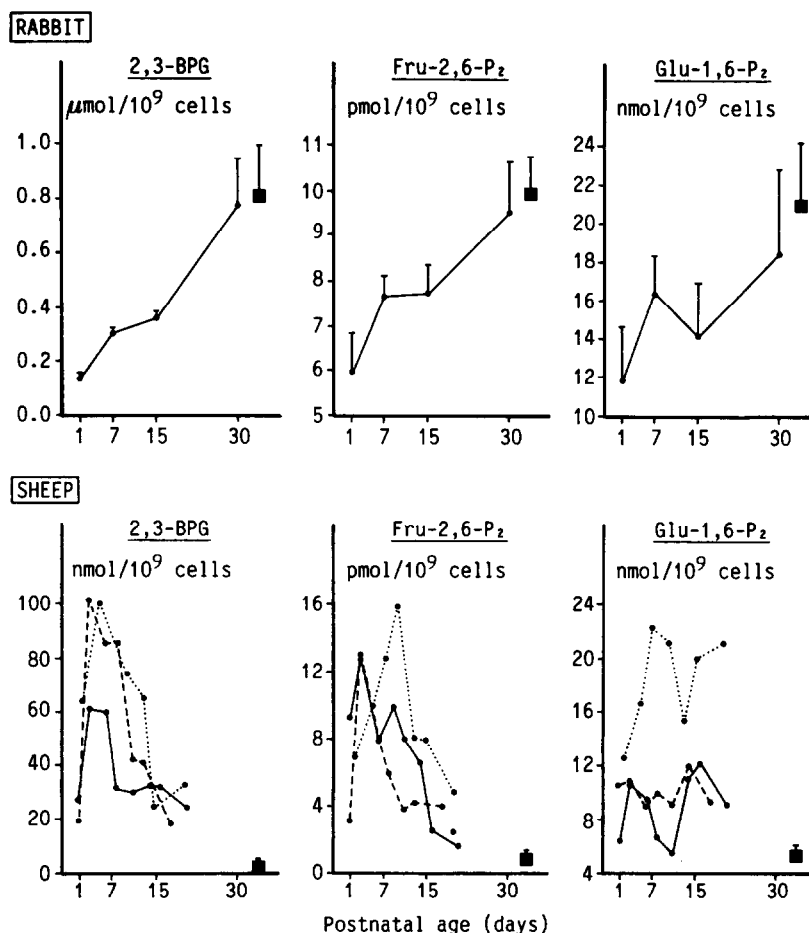 RABBIT
2,3-BPG Fru-2,6-P₂ Glu-1,6-P₂
μmol/10⁹ cells pmol/10⁹ cells nmol/10⁹ cells
1.0 0.8 0.6 0.4 0.2 0.0
11 10 9 8 7 6 5
24 22 20 18 16 14 12 10
1 7 15 30 1 7 15 30 1 7 15 30
SHEEP
2,3-BPG Fru-2,6-P₂ Glu-1,6-P₂
nmol/10⁹ cells pmol/10⁹ cells nmol/10⁹ cells
100 80 60 40 20 0
16 12 8 4 0
24 20 16 12 8 4
1 7 15 30 1 7 15 30 1 7 15 30
Postnatal age (days)